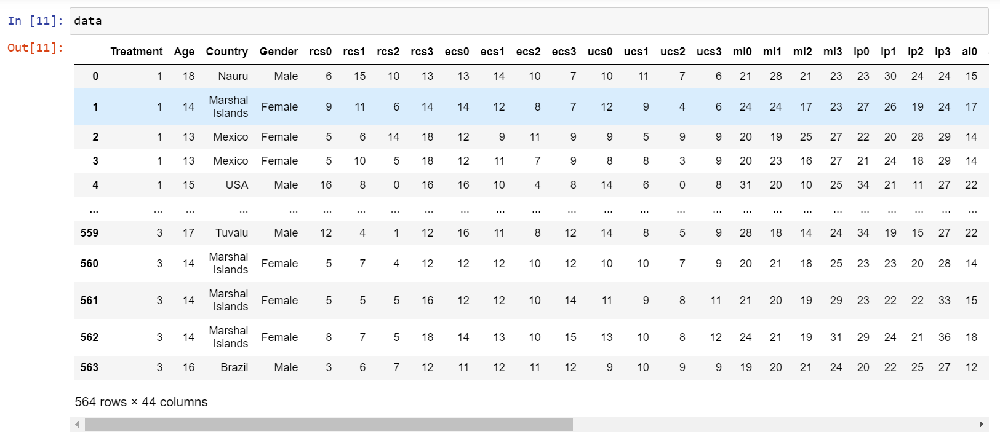 In [11]: data
Out[11]:
Treatment Age Country Gender rcs0 rcs1 rcs2 rcs3 ecs0 ecs1 ecs2 ecs3 ucs0 ucs1 ucs2 ucs3 mi0 mi1 mi2 mi3 lp0 lp1 lp2 lp3 ai0
0 1 18 Nauru Male 6 15 10 13 13 14 10 7 10 11 7 6 21 28 21 23 23 30 24 24 15
1 1 14 Marshal Islands Female 9 11 6 14 14 12 8 7 12 9 4 6 24 24 17 23 27 26 19 24 17
2 1 13 Mexico Female 5 6 14 18 12 9 11 9 9 5 9 9 20 19 25 27 22 20 28 29 14
3 1 13 Mexico Female 5 10 5 18 12 11 7 9 8 8 3 9 20 23 16 27 21 24 18 29 14
4 1 15 USA Male 16 8 0 16 16 10 4 8 14 6 0 8 31 20 10 25 34 21 11 27 22
... ... ... ... ... ... ... ... ... ... ... ... ... ... ... ... ... ... ... ... ... ... ... ... ... ...
559 3 17 Tuvalu Male 12 4 1 12 16 11 8 12 14 8 5 9 28 18 14 24 34 19 15 27 22
560 3 14 Marshal Islands Female 5 7 4 12 12 12 10 12 10 10 7 9 20 21 18 25 23 23 20 28 14
561 3 14 Marshal Islands Female 5 5 5 16 12 12 10 14 11 9 8 11 21 20 19 29 23 22 22 33 15
562 3 14 Marshal Islands Female 8 7 5 18 14 13 10 15 13 10 8 12 24 21 19 31 29 24 21 36 18
563 3 16 Brazil Male 3 6 7 12 11 12 11 12 9 10 9 9 19 20 21 24 20 22 25 27 12
564 rows × 44 columns